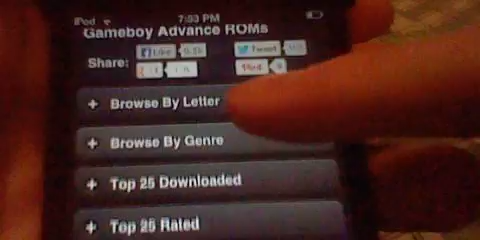 iPod 7:53 PM
Gameboy Advance ROMs
Share: Like Tweet
+ Browse By Letter
+ Browse By Genre
+ Top 25 Downloaded
+ Top 25 Rated